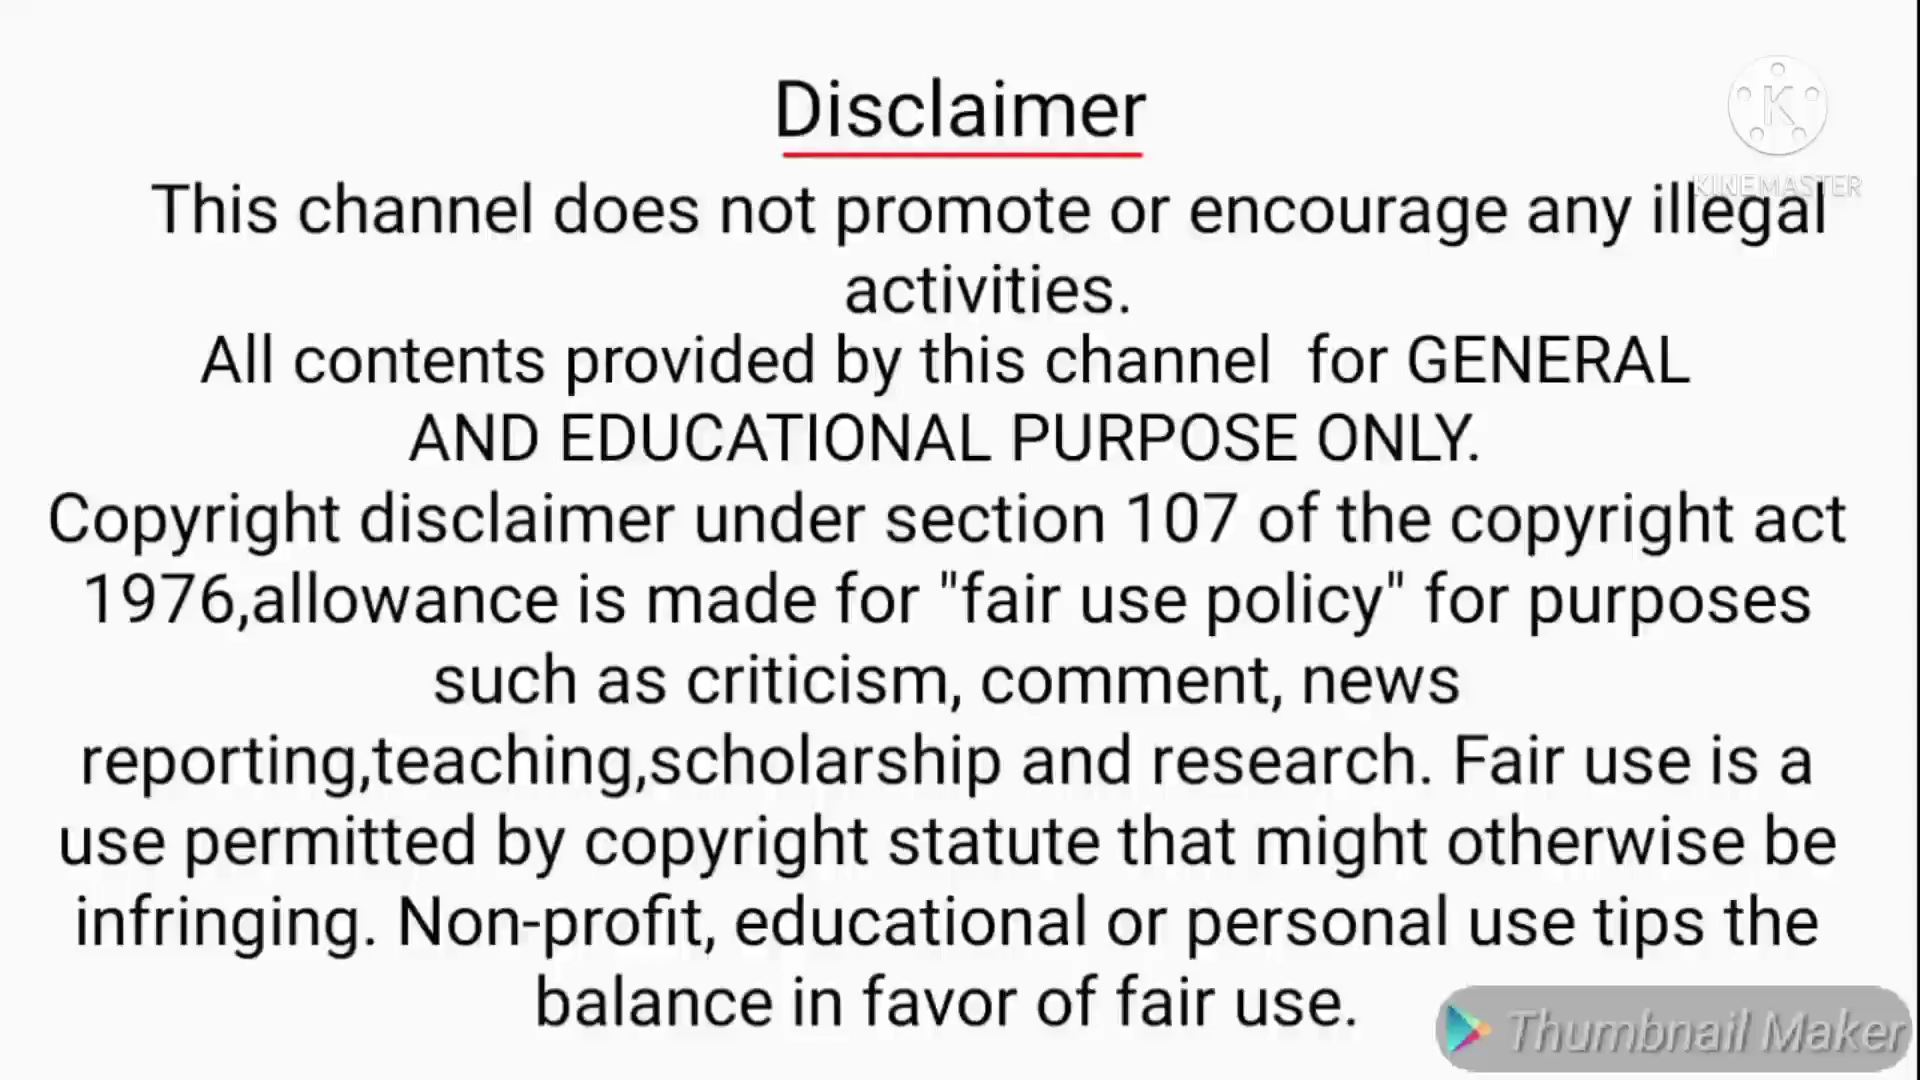 Disclaimer
KINEMASTER
This channel does not promote or encourage any illegal
activities.
All contents provided by this channel  for GENERAL
AND EDUCATIONAL PURPOSE ONLY.
Copyright disclaimer under section 107 of the copyright act
1976,allowance is made for "fair use policy" for purposes
such as criticism, comment, news
reporting,teaching,scholarship and research. Fair use is a
use permitted by copyright statute that might otherwise be
infringing. Non-profit, educational or personal use tips the
balance in favor of fair use.
Thumbnail Maker